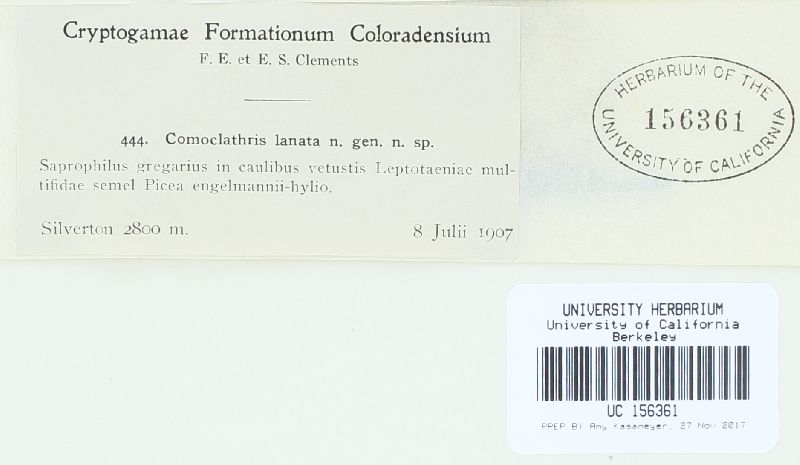 Cryptogamae Formationum Coloradensium
F. E. et E. S. Clements
444. Comoclathris lanata n. gen. n. sp.
Saprophilus gregarius in caulibus vetustis Leptotaeniae mul-
tifidae semel Picea engelmannii-hylio.
Silverton 2800 m. 8 Julii 1907
HERBARIUM OF THE
156361
UNIVERSITY OF CALIFORNIA
UNIVERSITY HERBARIUM
University of California
Berkeley
UC 156361
PREP BY Amy Kasameyer, 27 Nov 2017